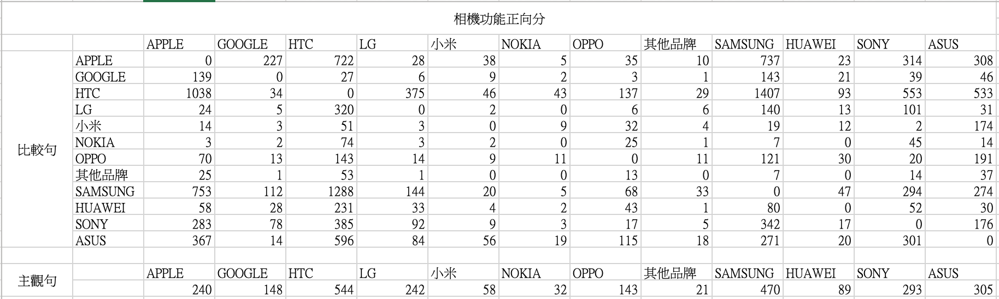 相機功能正向分
APPLE GOOGLE HTC LG 小米 NOKIA OPPO 其他品牌 SAMSUNG HUAWEI SONY ASUS
APPLE 0 227 722 28 38 5 35 10 737 23 314 308
GOOGLE 139 0 27 6 9 2 3 1 143 21 39 46
HTC 1038 34 0 375 46 43 137 29 1407 93 553 533
LG 24 5 320 0 2 0 6 6 140 13 101 31
小米 14 3 51 3 0 9 32 4 19 12 2 174
比較句
NOKIA 3 2 74 3 2 0 25 1 7 0 45 14
OPPO 70 13 143 14 9 11 0 11 121 30 20 191
其他品牌 25 1 53 1 0 0 13 0 7 0 14 37
SAMSUNG 753 112 1288 144 20 5 68 33 0 47 294 274
HUAWEI 58 28 231 33 4 2 43 1 80 0 52 30
SONY 283 78 385 92 9 3 17 5 342 17 0 176
ASUS 367 14 596 84 56 19 115 18 271 20 301 0
主觀句
APPLE GOOGLE HTC LG 小米 NOKIA OPPO 其他品牌 SAMSUNG HUAWEI SONY ASUS
240 148 544 242 58 32 143 21 470 89 293 305